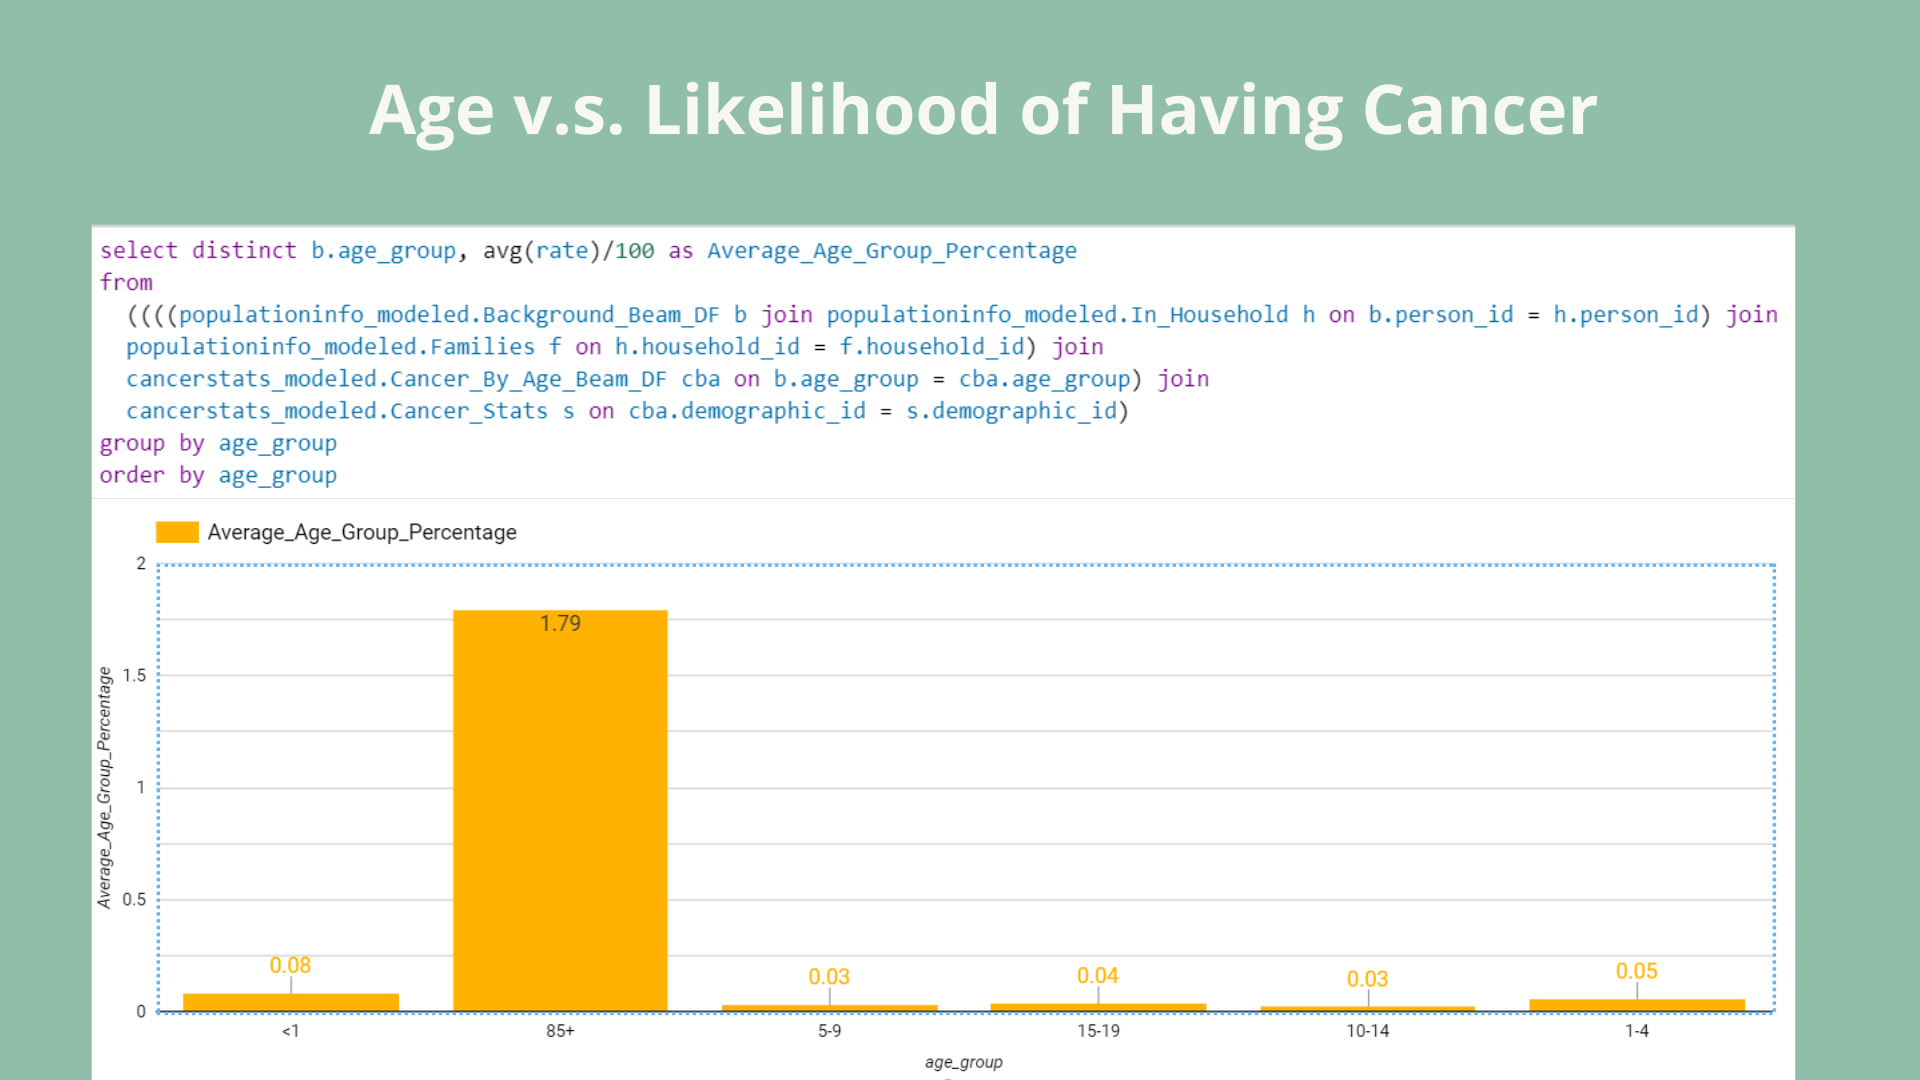 Age v.s. Likelihood of Having Cancer
select distinct b.age_group, avg(rate)/100 as Average_Age_Group_Percentage
from
((((populationinfo_modeled.Background_Beam_DF b join populationinfo_modeled.In_Household h on b.person_id = h.person_id) join
populationinfo_modeled.Families f on h.household_id = f.household_id) join
cancerstats_modeled.Cancer_By_Age_Beam_DF cba on b.age_group = cba.age_group) join
cancerstats_modeled.Cancer_Stats s on cba.demographic_id = s.demographic_id)
group by age_group
order by age_group
Average_Age_Group_Percentage
2
1.5
1
0.5
0
Average_Age_Group_Percentage
0.08
1.79
0.03
0.04
0.03
0.05
<1
85+
5-9
15-19
10-14
1-4
age_group